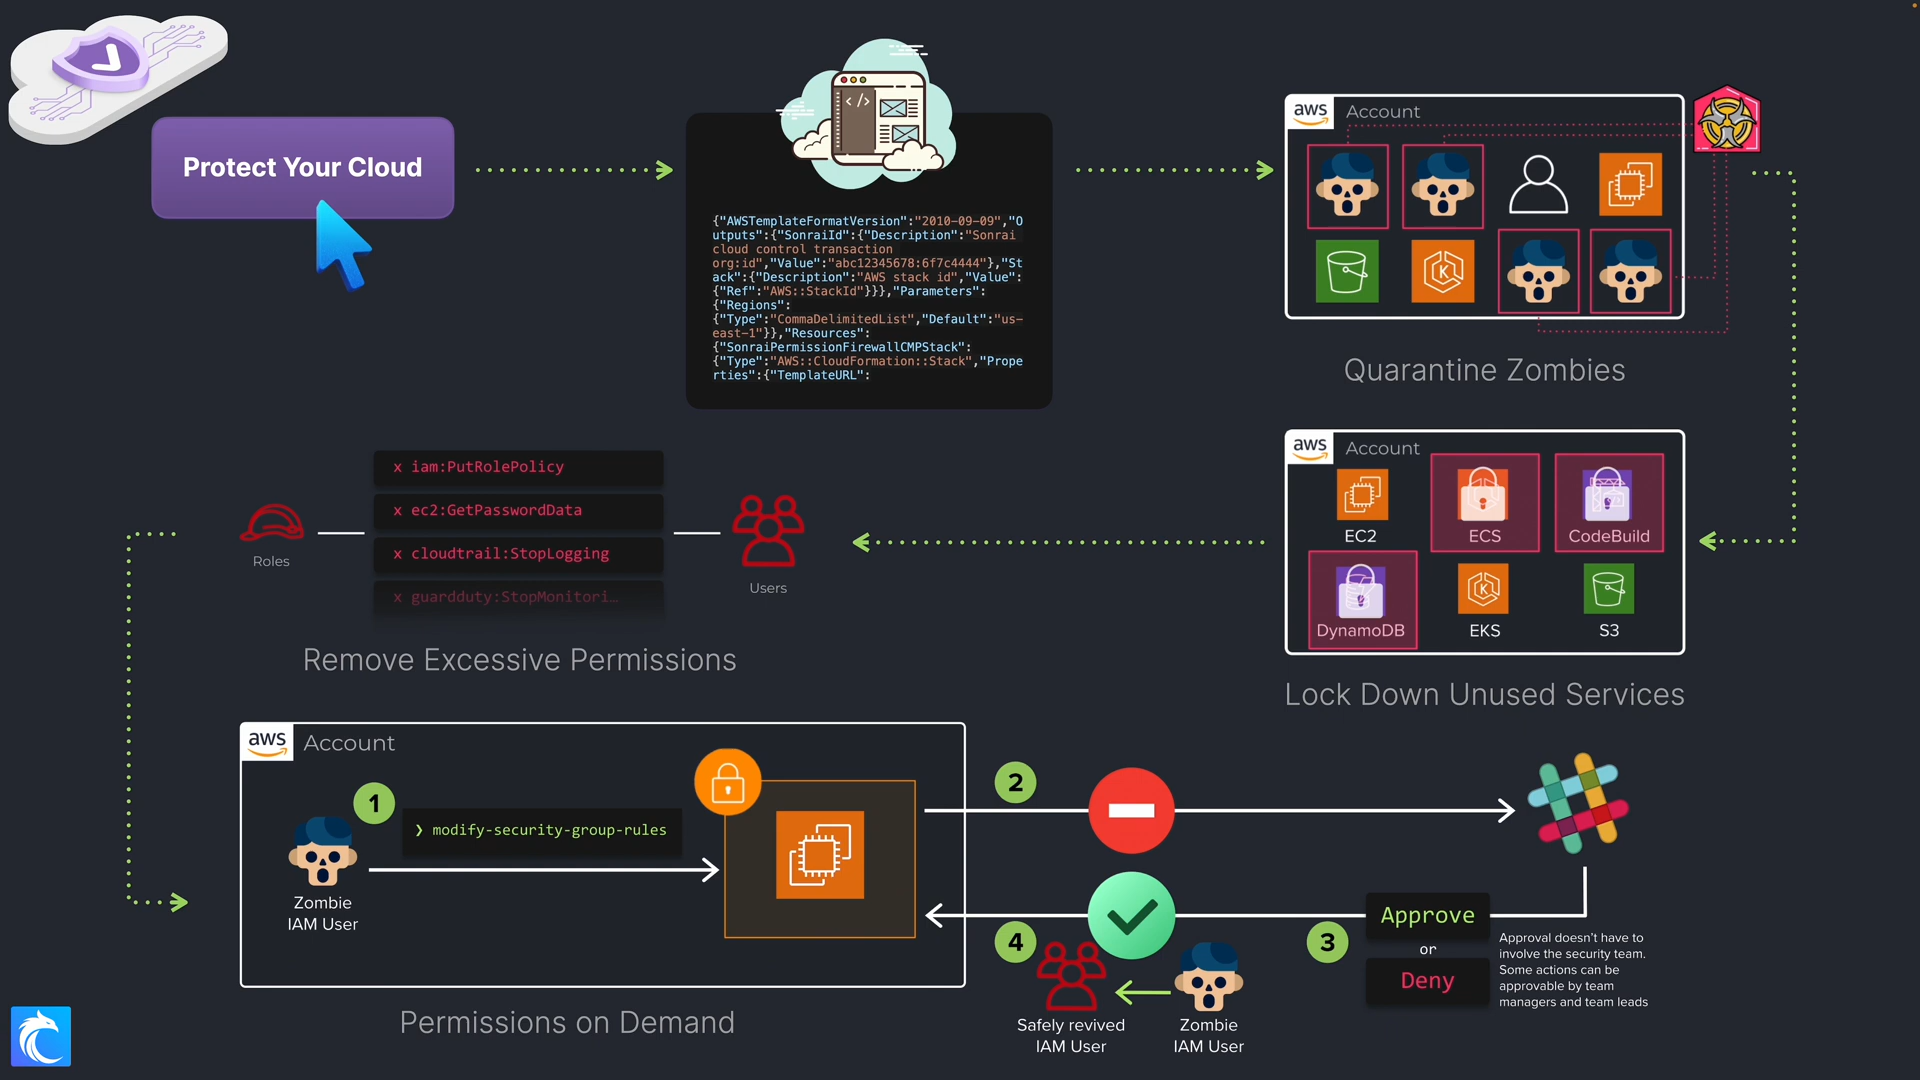 Protect Your Cloud
</>
{"AWSTemplateFormatVersion":"2010-09-09","O
utputs":{"SonraiId":{"Description":"Sonrai
cloud control transaction
org:id","Value":"abc12345678:6f7c4444"},"St
ack":{"Description":"AWS stack id","Value":
{"Ref":"AWS::StackId"}}},"Parameters":
{"Regions":
{"Type":"CommaDelimitedList","Default":"us-
east-1"}},"Resources":
{"SonraiPermissionFirewallCMPStack":
{"Type":"AWS::CloudFormation::Stack","Prope
rties":{"TemplateURL":
aws Account
K
Quarantine Zombies
aws Account
EC2
ECS
CodeBuild
DynamoDB
K
EKS
S3
Lock Down Unused Services
Roles
x iam:PutRolePolicy
x ec2:GetPasswordData
x cloudtrail:StopLogging
x guardduty:StopMonitori…
Users
Remove Excessive Permissions
aws Account
1
❯ modify-security-group-rules
Zombie
IAM User
Permissions on Demand
2
3
4
Approve
or
Deny
Approval doesn't have to
involve the security team.
Some actions can be
approvable by team
managers and team leads
Safely revived
IAM User
Zombie
IAM User